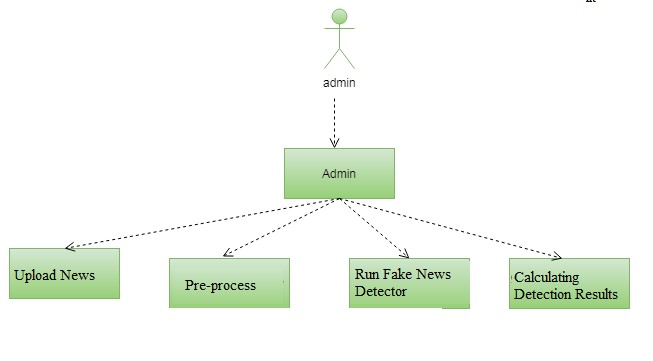 admin
Admin
Upload News
Pre-process
Run Fake News
Detector
Calculating
Detection Results